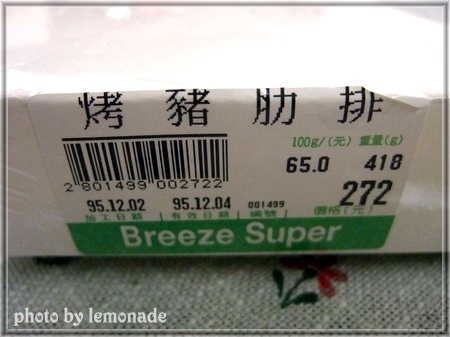 烤豬肋排
100g/(元) 重量(g)
65.0 418
2 801499 002722
272
95.12.02 95.12.04 001499
加工日期 有效日期 編號 價格(元)
Breeze Super
photo by lemonade